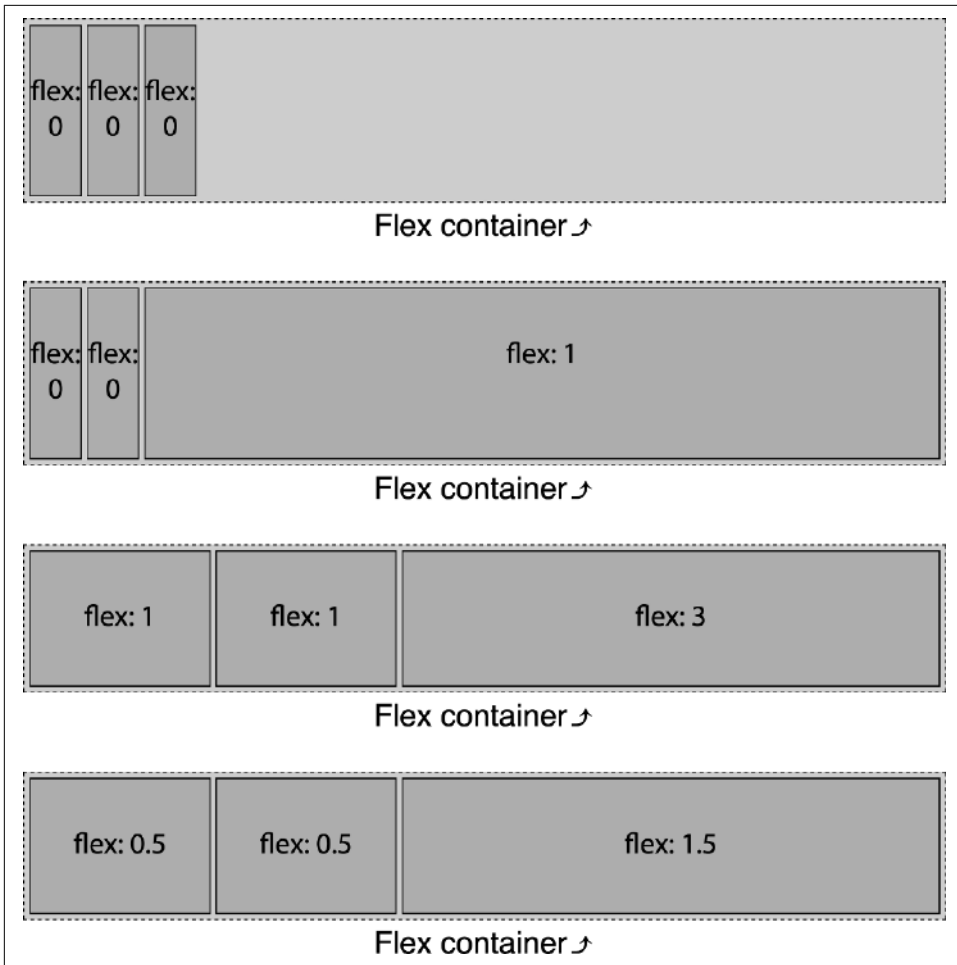 flex: flex: flex:
0 0 0
Flex container ⤴
flex: flex: flex: 1
0 0
Flex container ⤴
flex: 1 flex: 1 flex: 3
Flex container ⤴
flex: 0.5 flex: 0.5 flex: 1.5
Flex container ⤴